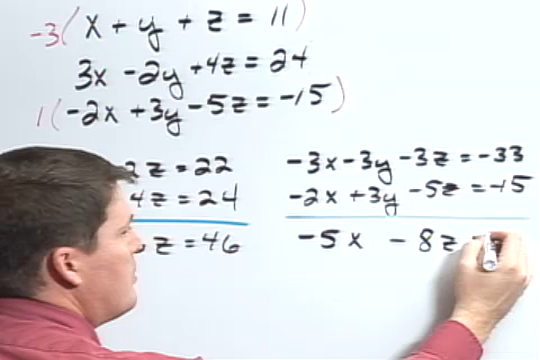 -3( x + y + z = 11 )
3x - 2y + 4z = 24
1( -2x + 3y - 5z = -15 )
2z = 22
4z = 24
z = 46
-3x - 3y - 3z = -33
-2x + 3y - 5z = -15
-5x - 8z =